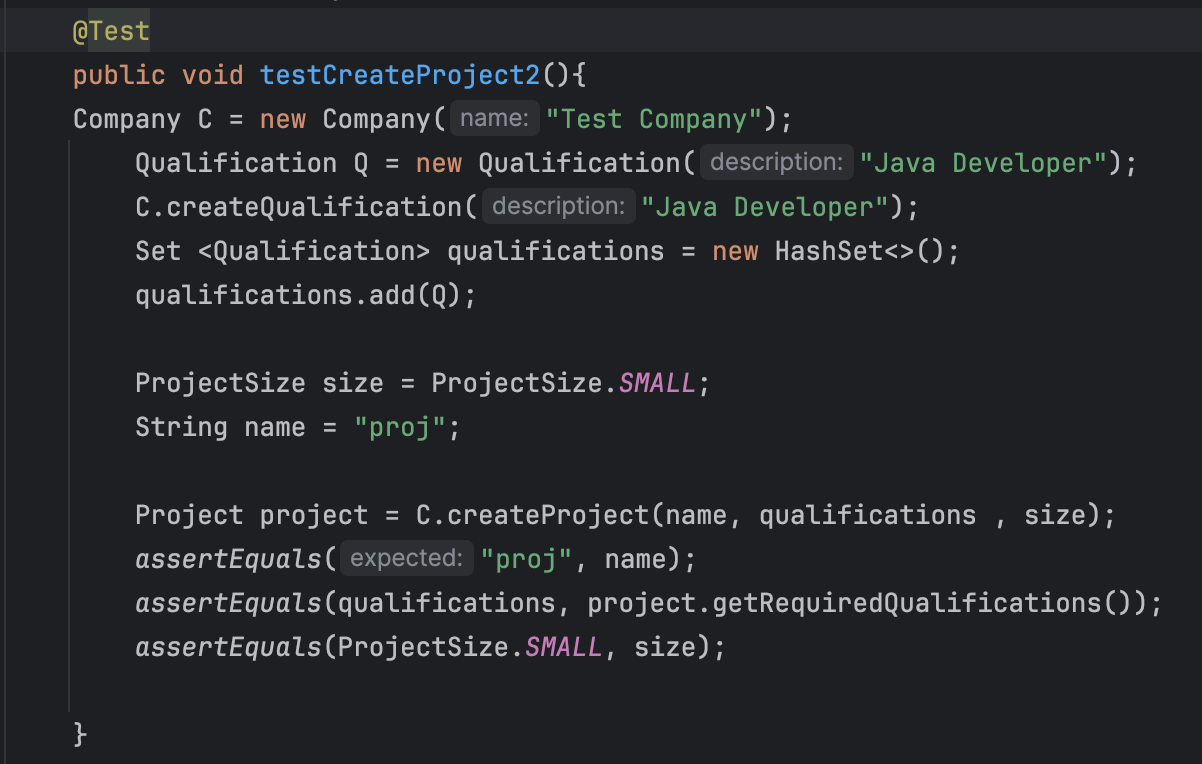 @Test
public void testCreateProject2(){
Company C = new Company( name: "Test Company");
Qualification Q = new Qualification( description: "Java Developer");
C.createQualification( description: "Java Developer");
Set <Qualification> qualifications = new HashSet<>();
qualifications.add(Q);
ProjectSize size = ProjectSize.SMALL;
String name = "proj";
Project project = C.createProject(name, qualifications , size);
assertEquals( expected: "proj", name);
assertEquals(qualifications, project.getRequiredQualifications());
assertEquals(ProjectSize.SMALL, size);
}